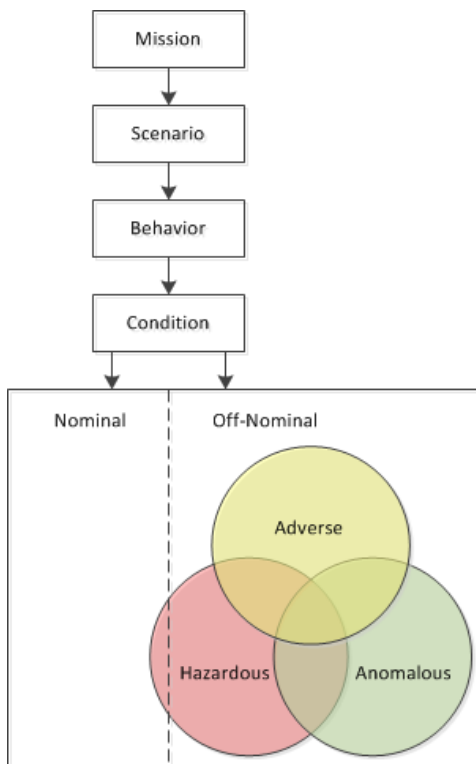 Mission
Scenario
Behavior
Condition
Nominal
Off-Nominal
Adverse
Hazardous
Anomalous